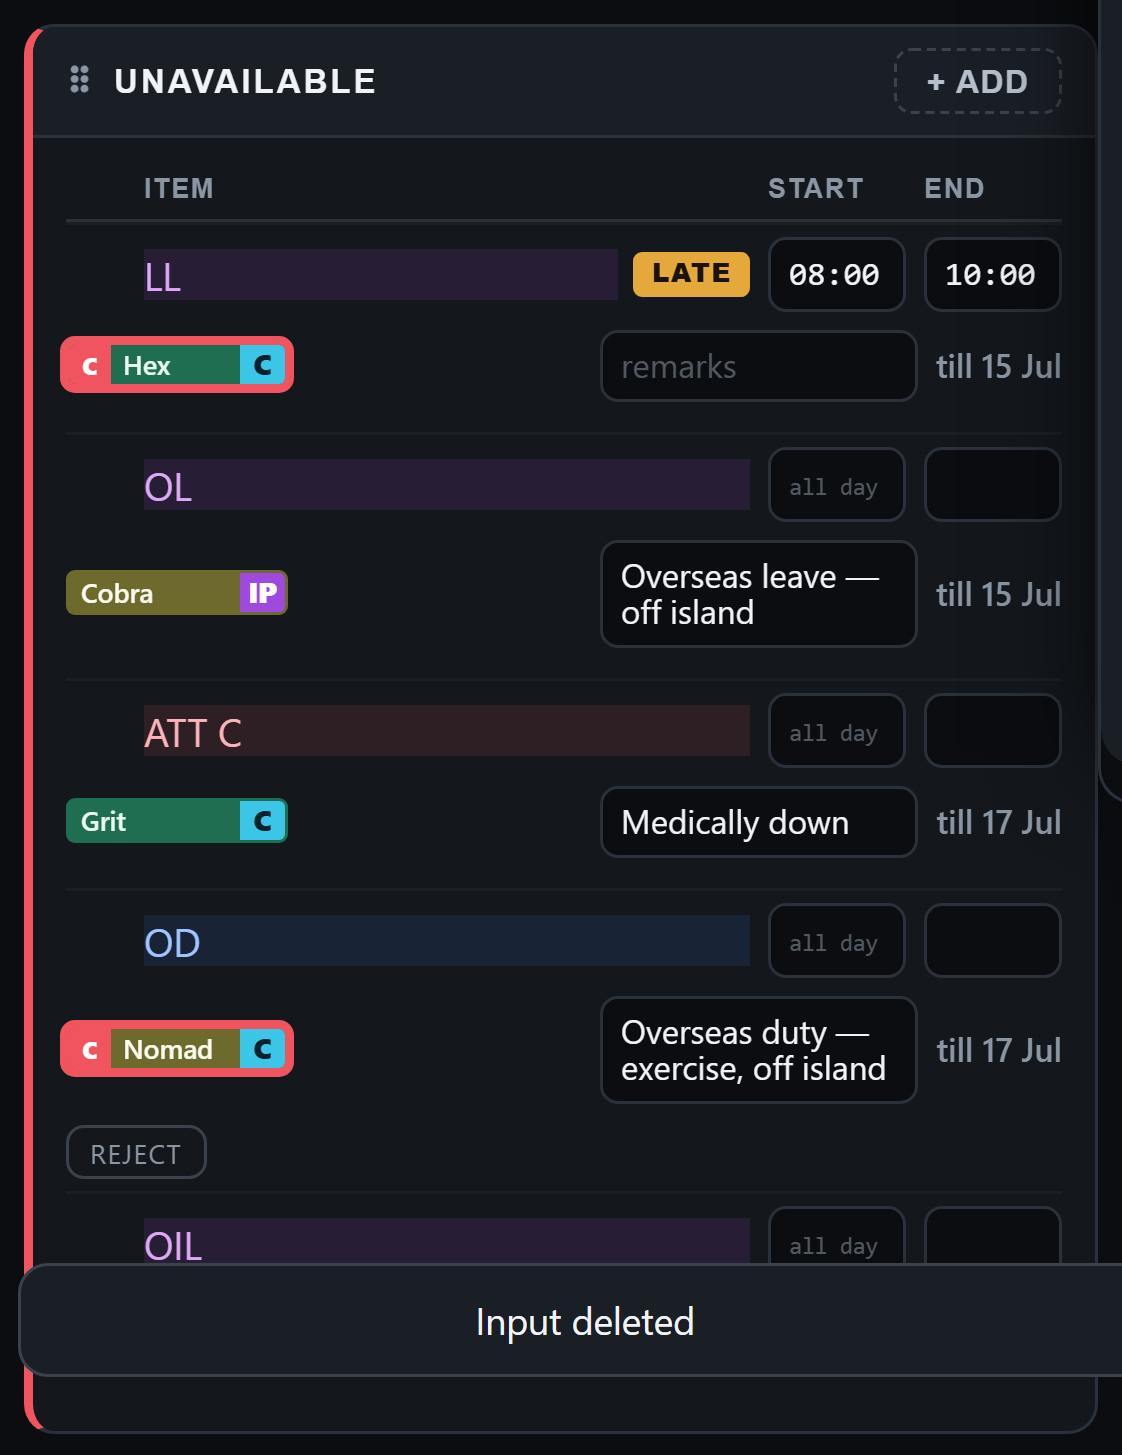 UNAVAILABLE
+ ADD
ITEM START END
LL LATE 08:00 10:00
C Hex C remarks till 15 Jul
OL all day
Cobra IP Overseas leave —
off island
till 15 Jul
ATT C all day
Grit C Medically down till 17 Jul
OD all day
C Nomad C Overseas duty —
exercise, off island
till 17 Jul
REJECT
OIL all day
Input deleted